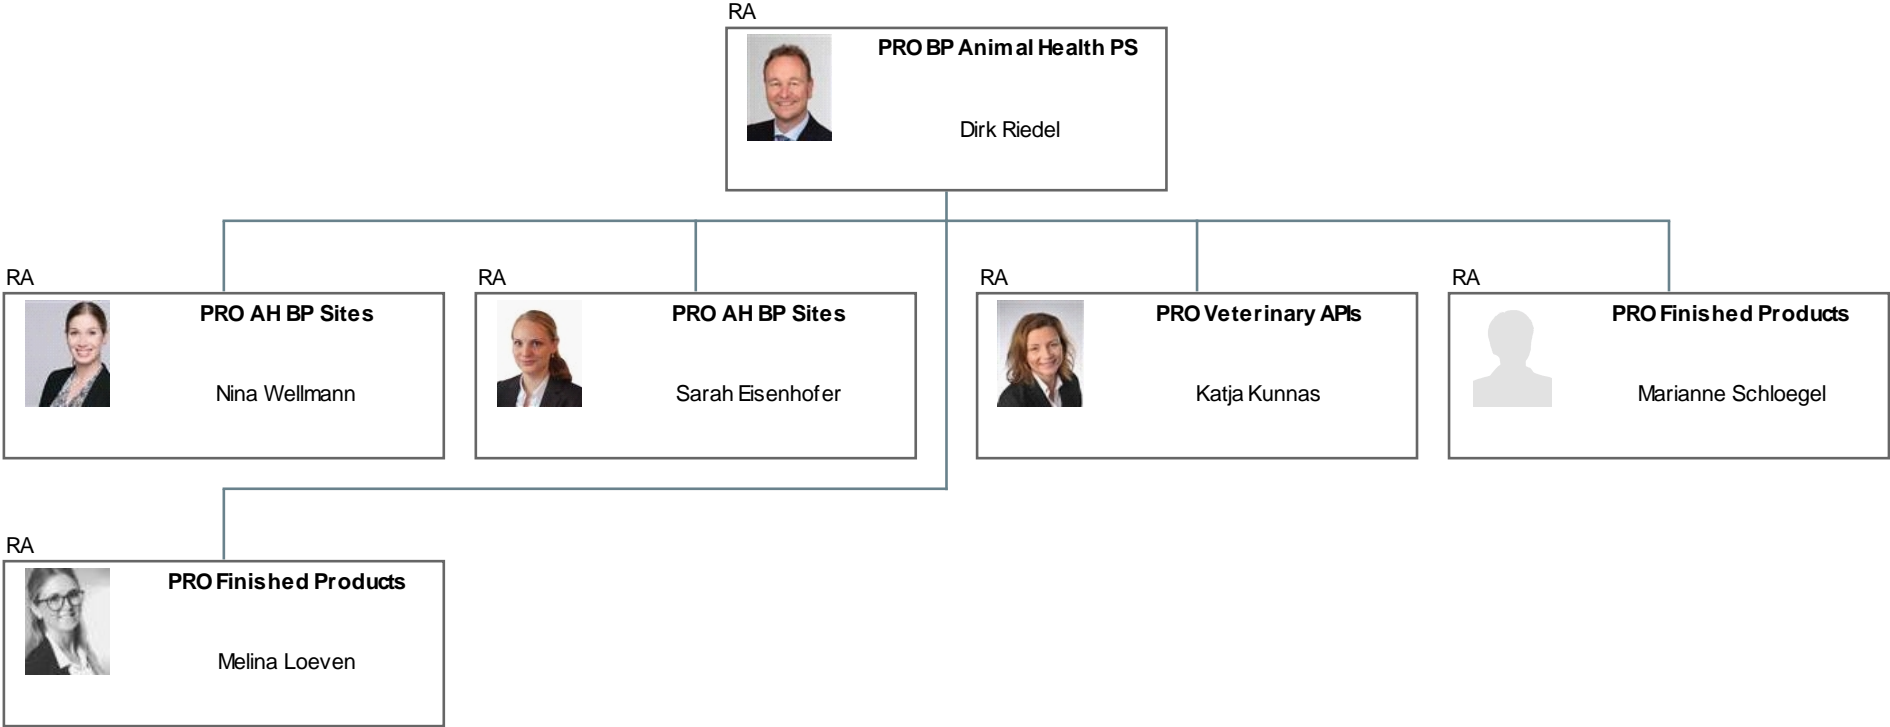 RA
PRO BP Animal Health PS
Dirk Riedel
RA
PRO AH BP Sites
Nina Wellmann
RA
PRO AH BP Sites
Sarah Eisenhofer
RA
PRO Veterinary APIs
Katja Kunnas
RA
PRO Finished Products
Marianne Schloegel
RA
PRO Finished Products
Melina Loeven